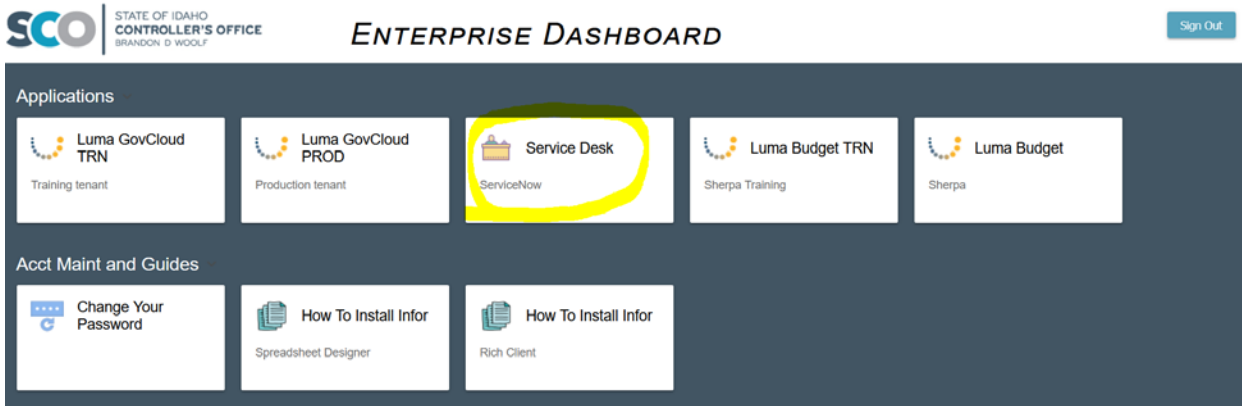 SCO
STATE OF IDAHO
CONTROLLER'S OFFICE
BRANDON D WOOLF
ENTERPRISE DASHBOARD
Sign Out
Applications
Luma GovCloud
TRN
Training tenant
Luma GovCloud
PROD
Production tenant
Service Desk
ServiceNow
Luma Budget TRN
Sherpa Training
Luma Budget
Sherpa
Acct Maint and Guides
Change Your
Password
How To Install Infor
Spreadsheet Designer
How To Install Infor
Rich Client